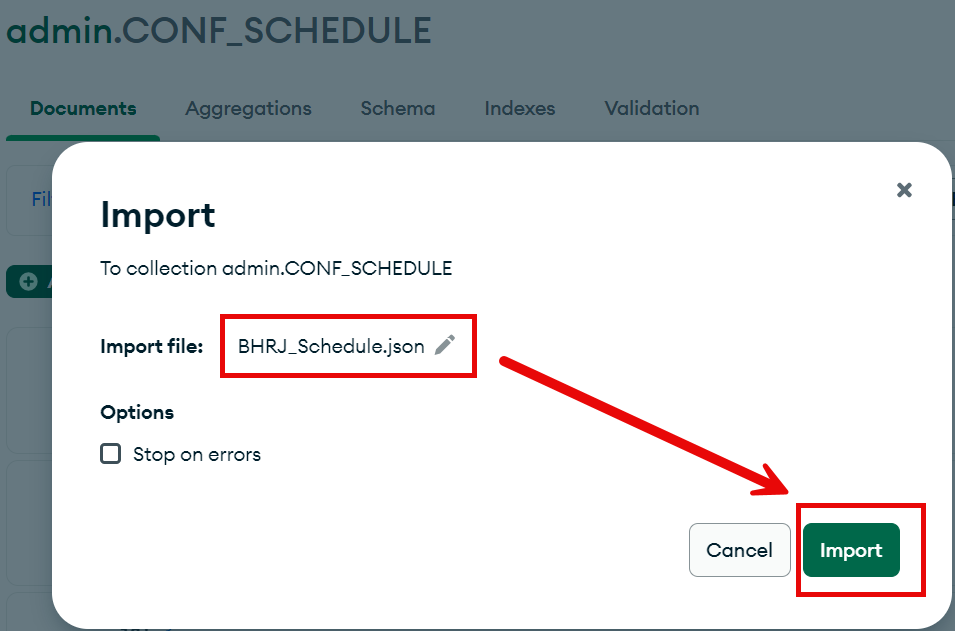 admin.CONF_SCHEDULE
Documents Aggregations Schema Indexes Validation
Import
To collection admin.CONF_SCHEDULE
Import file: BHRJ_Schedule.json
Options
Stop on errors
Cancel Import